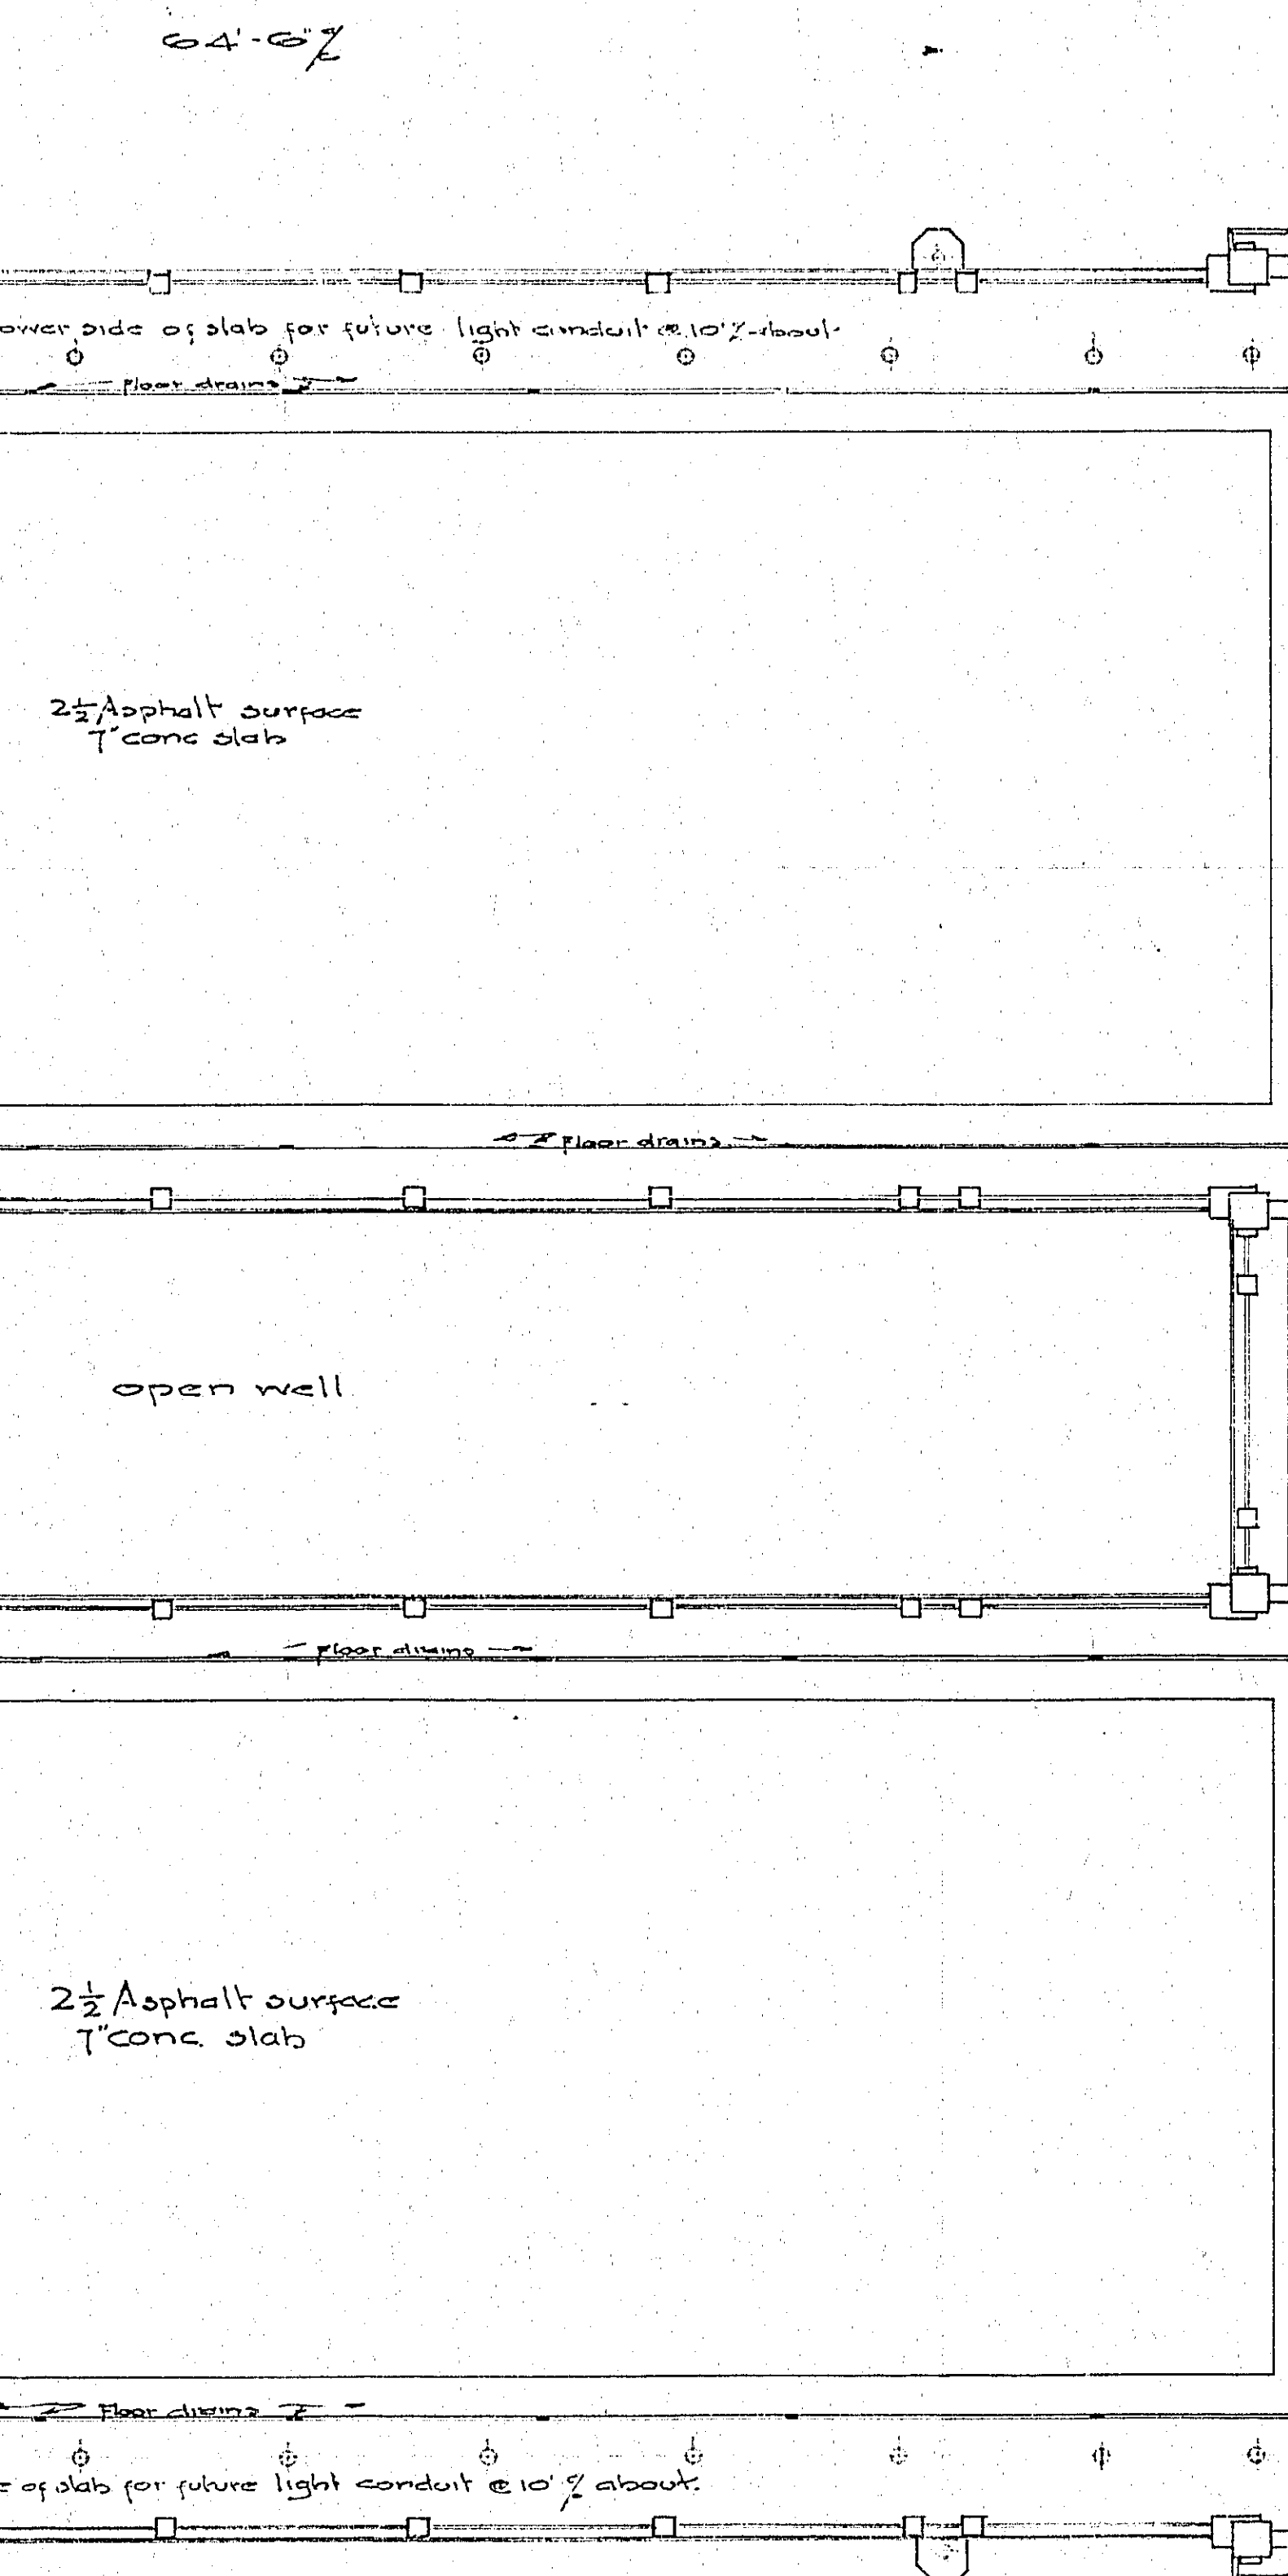 64'-6" %
ower side of slab for future light conduit @ 10' % about
Floor drains
2½ Asphalt surface
7" conc slab
Floor drains
open well
Floor drains
2½ Asphalt surface
7" conc. slab
Floor drains
e of slab for future light conduit @ 10' % about.